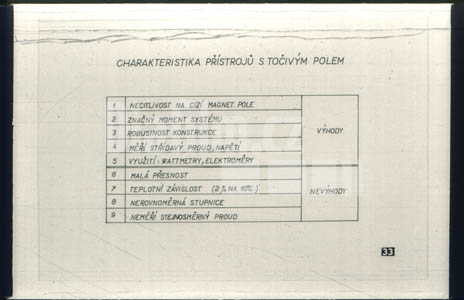 CHARAKTERISTIKA PŘÍSTROJŮ S TOČIVÝM POLEM
1 NECITLIVOST NA CIZÍ MAGNET. POLE
2 ZNAČNÝ MOMENT SYSTÉMU
3 ROBUSTNOST KONSTRUKCE
4 MĚŘÍ STŘÍDAVÝ PROUD, NAPĚTÍ
5 VYUŽITÍ: WATTMETRY, ELEKTROMĚRY
VÝHODY
6 MALÁ PŘESNOST
7 TEPLOTNÍ ZÁVISLOST (2% NA 10°C)
8 NEROVNOMĚRNÁ STUPNICE
9 NEMĚŘÍ STEJNOSMĚRNÝ PROUD
NEVÝHODY
33